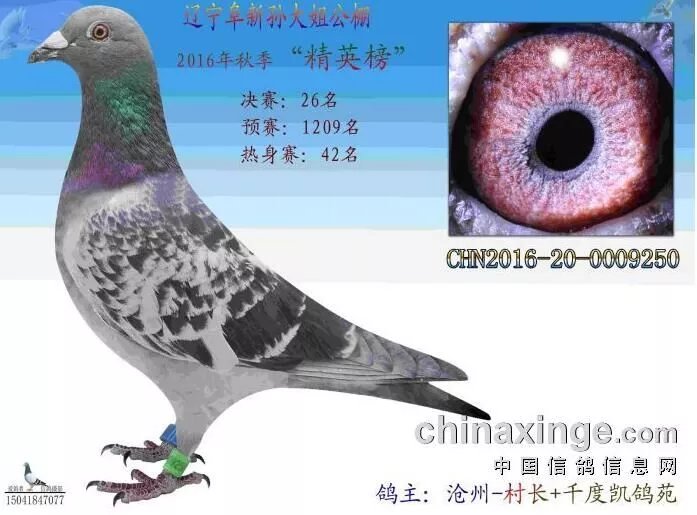 辽宁阜新孙大姐公棚
2016年秋季 “精英榜”
决赛：26名
预赛：1209名
热身赛：42名
CHN2016-20-0009250
chinaxinge.com
中国信鸽信息网
15041847077
鸽主：沧州-村长+千度凯鸽苑